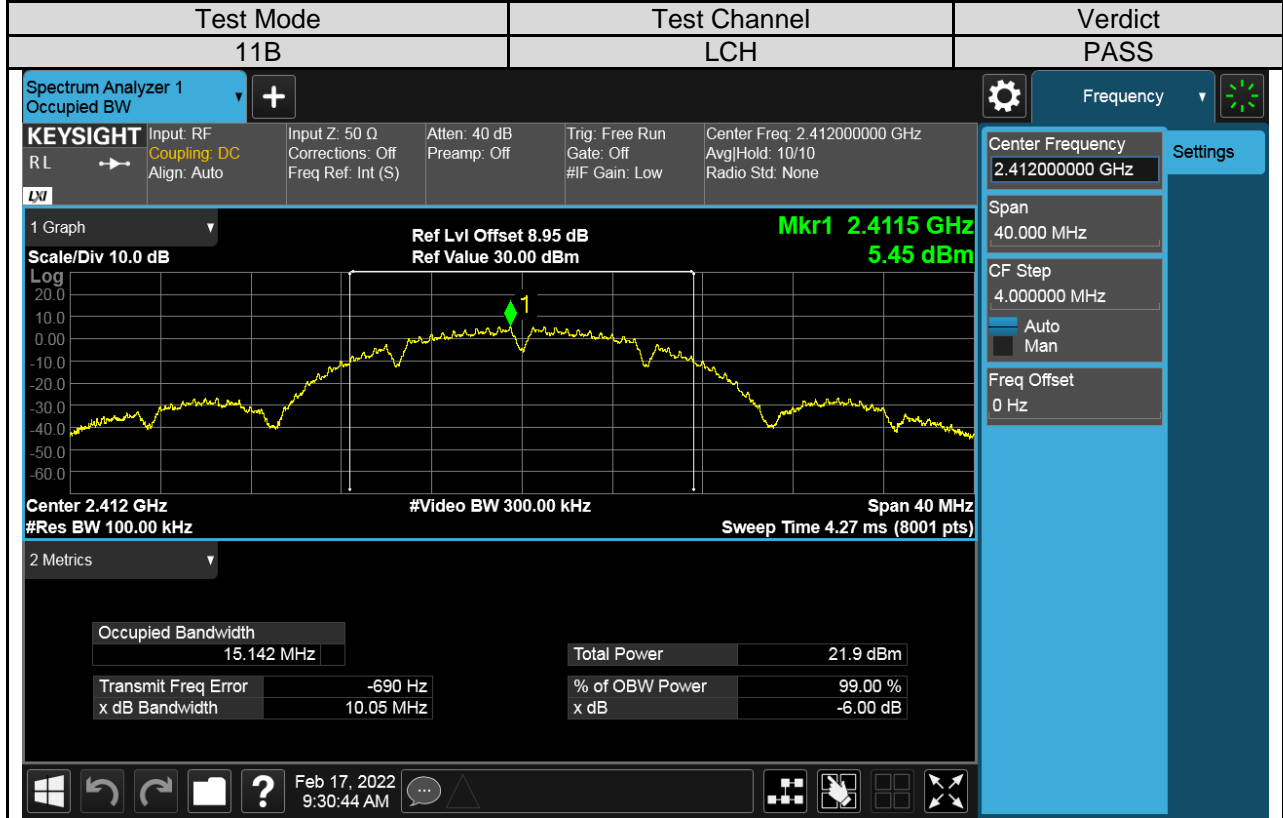 Test Mode Test Channel Verdict
11B LCH PASS
Spectrum Analyzer 1
Occupied BW
Frequency
KEYSIGHT
R L
LXI
Input: RF
Coupling: DC
Align: Auto
Input Z: 50 Ω
Corrections: Off
Freq Ref: Int (S)
Atten: 40 dB
Preamp: Off
Trig: Free Run
Gate: Off
#IF Gain: Low
Center Freq: 2.412000000 GHz
Avg|Hold: 10/10
Radio Std: None
Center Frequency
2.412000000 GHz
Settings
Span
40.000 MHz
CF Step
4.000000 MHz
Auto
Man
Freq Offset
0 Hz
1 Graph
Scale/Div 10.0 dB
Ref Lvl Offset 8.95 dB
Ref Value 30.00 dBm
Mkr1 2.4115 GHz
5.45 dBm
Log
20.0
10.0
0.00
-10.0
-20.0
-30.0
-40.0
-50.0
-60.0
1
Center 2.412 GHz
#Res BW 100.00 kHz
#Video BW 300.00 kHz
Span 40 MHz
Sweep Time 4.27 ms (8001 pts)
2 Metrics
Occupied Bandwidth
15.142 MHz
Transmit Freq Error -690 Hz
x dB Bandwidth 10.05 MHz
Total Power 21.9 dBm
% of OBW Power 99.00 %
x dB -6.00 dB
?
Feb 17, 2022
9:30:44 AM